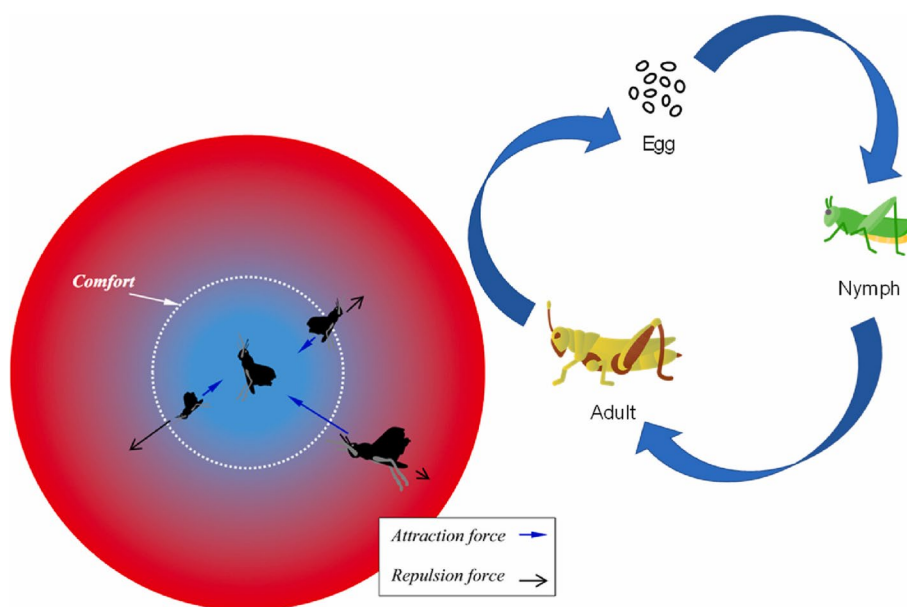 Egg
Comfort
Nymph
Adult
Attraction force
Repulsion force